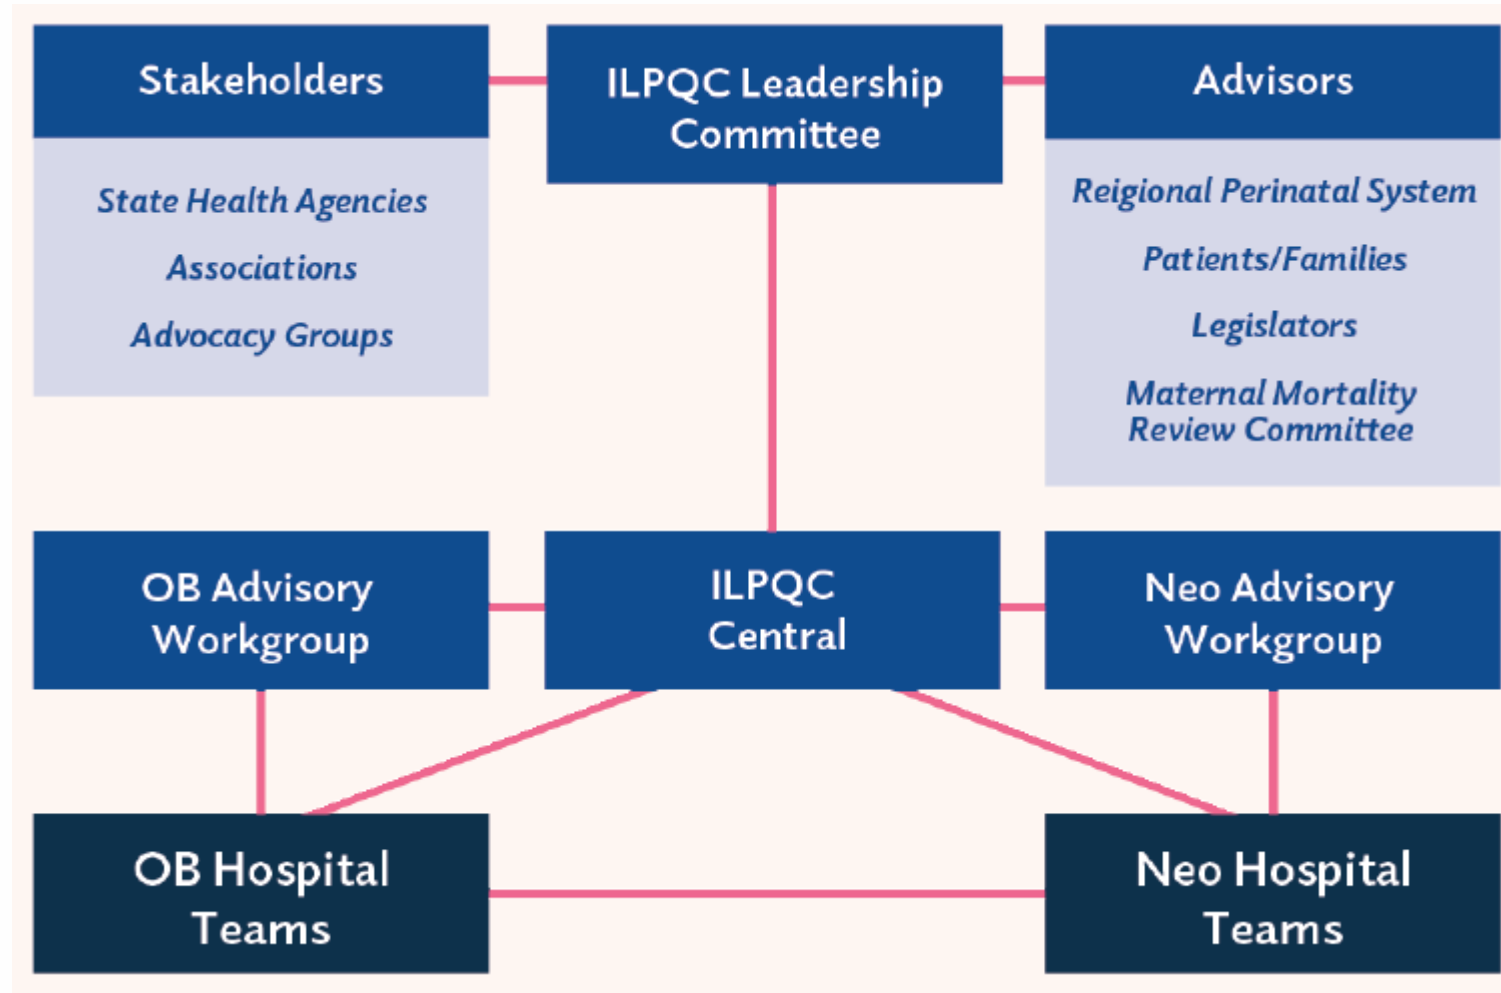 Stakeholders
State Health Agencies
Associations
Advocacy Groups
ILPQC Leadership
Committee
Advisors
Reigional Perinatal System
Patients/Families
Legislators
Maternal Mortality
Review Committee
OB Advisory
Workgroup
ILPQC
Central
Neo Advisory
Workgroup
OB Hospital
Teams
Neo Hospital
Teams